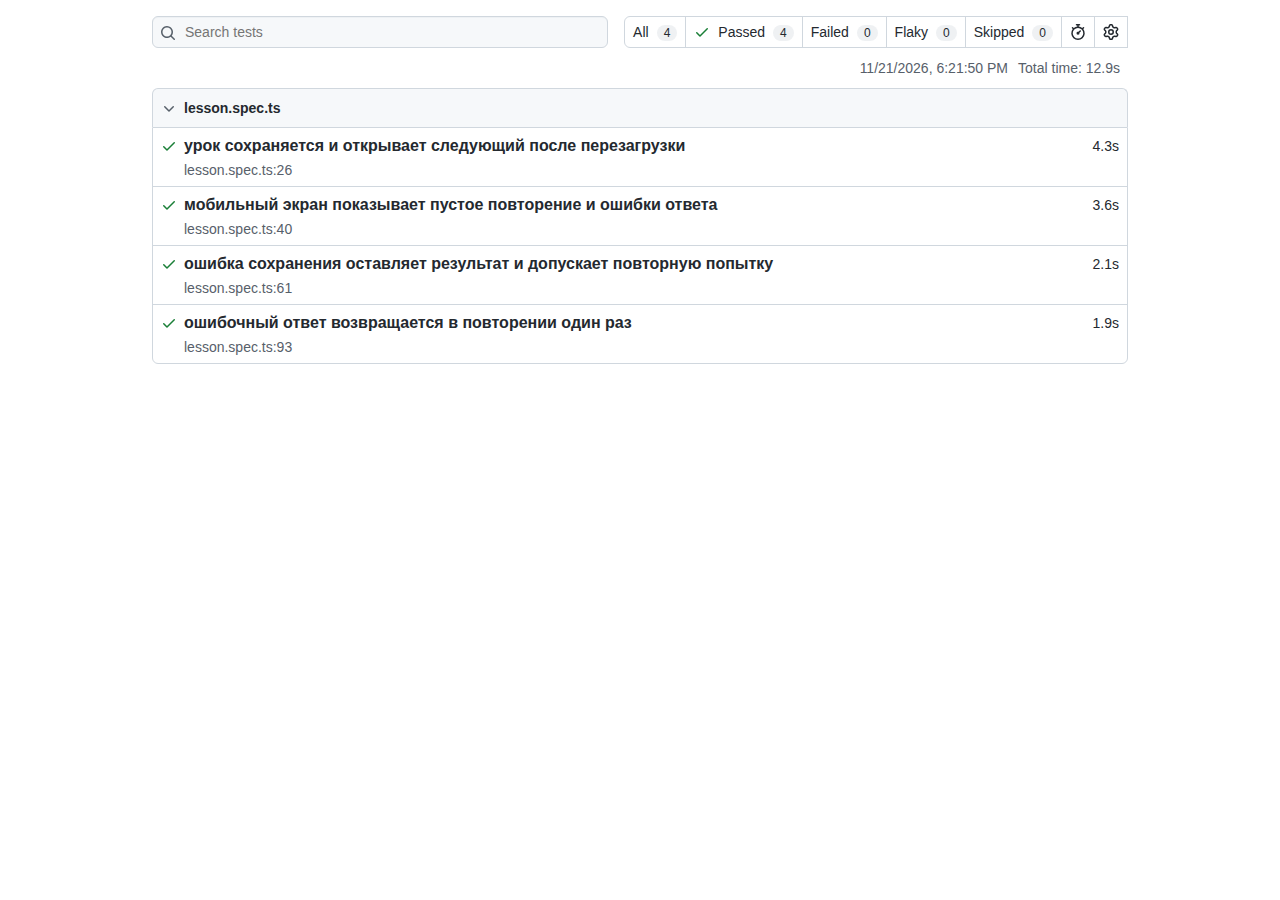 Search tests
All 4 Passed 4 Failed 0 Flaky 0 Skipped 0
11/21/2026, 6:21:50 PM Total time: 12.9s
lesson.spec.ts
урок сохраняется и открывает следующий после перезагрузки 4.3s
lesson.spec.ts:26
мобильный экран показывает пустое повторение и ошибки ответа 3.6s
lesson.spec.ts:40
ошибка сохранения оставляет результат и допускает повторную попытку 2.1s
lesson.spec.ts:61
ошибочный ответ возвращается в повторении один раз 1.9s
lesson.spec.ts:93